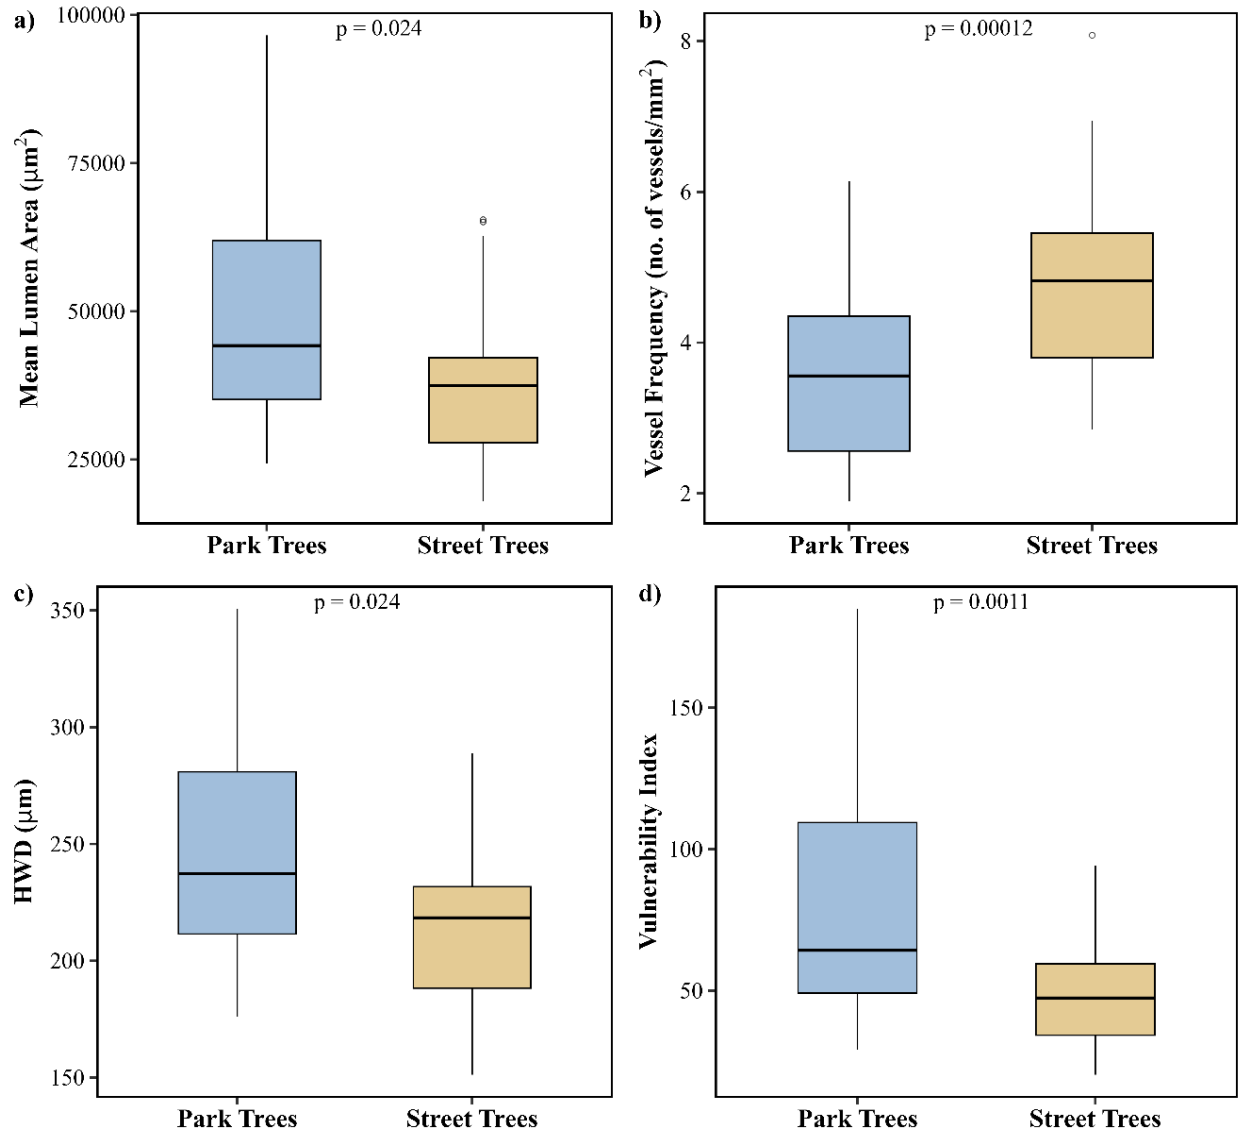 a)
p = 0.024
Mean Lumen Area (μm²)
100000
75000
50000
25000
Park Trees
Street Trees
b)
p = 0.00012
Vessel Frequency (no. of vessels/mm²)
8
6
4
2
Park Trees
Street Trees
c)
p = 0.024
HWD (μm)
350
300
250
200
150
Park Trees
Street Trees
d)
p = 0.0011
Vulnerability Index
150
100
50
Park Trees
Street Trees